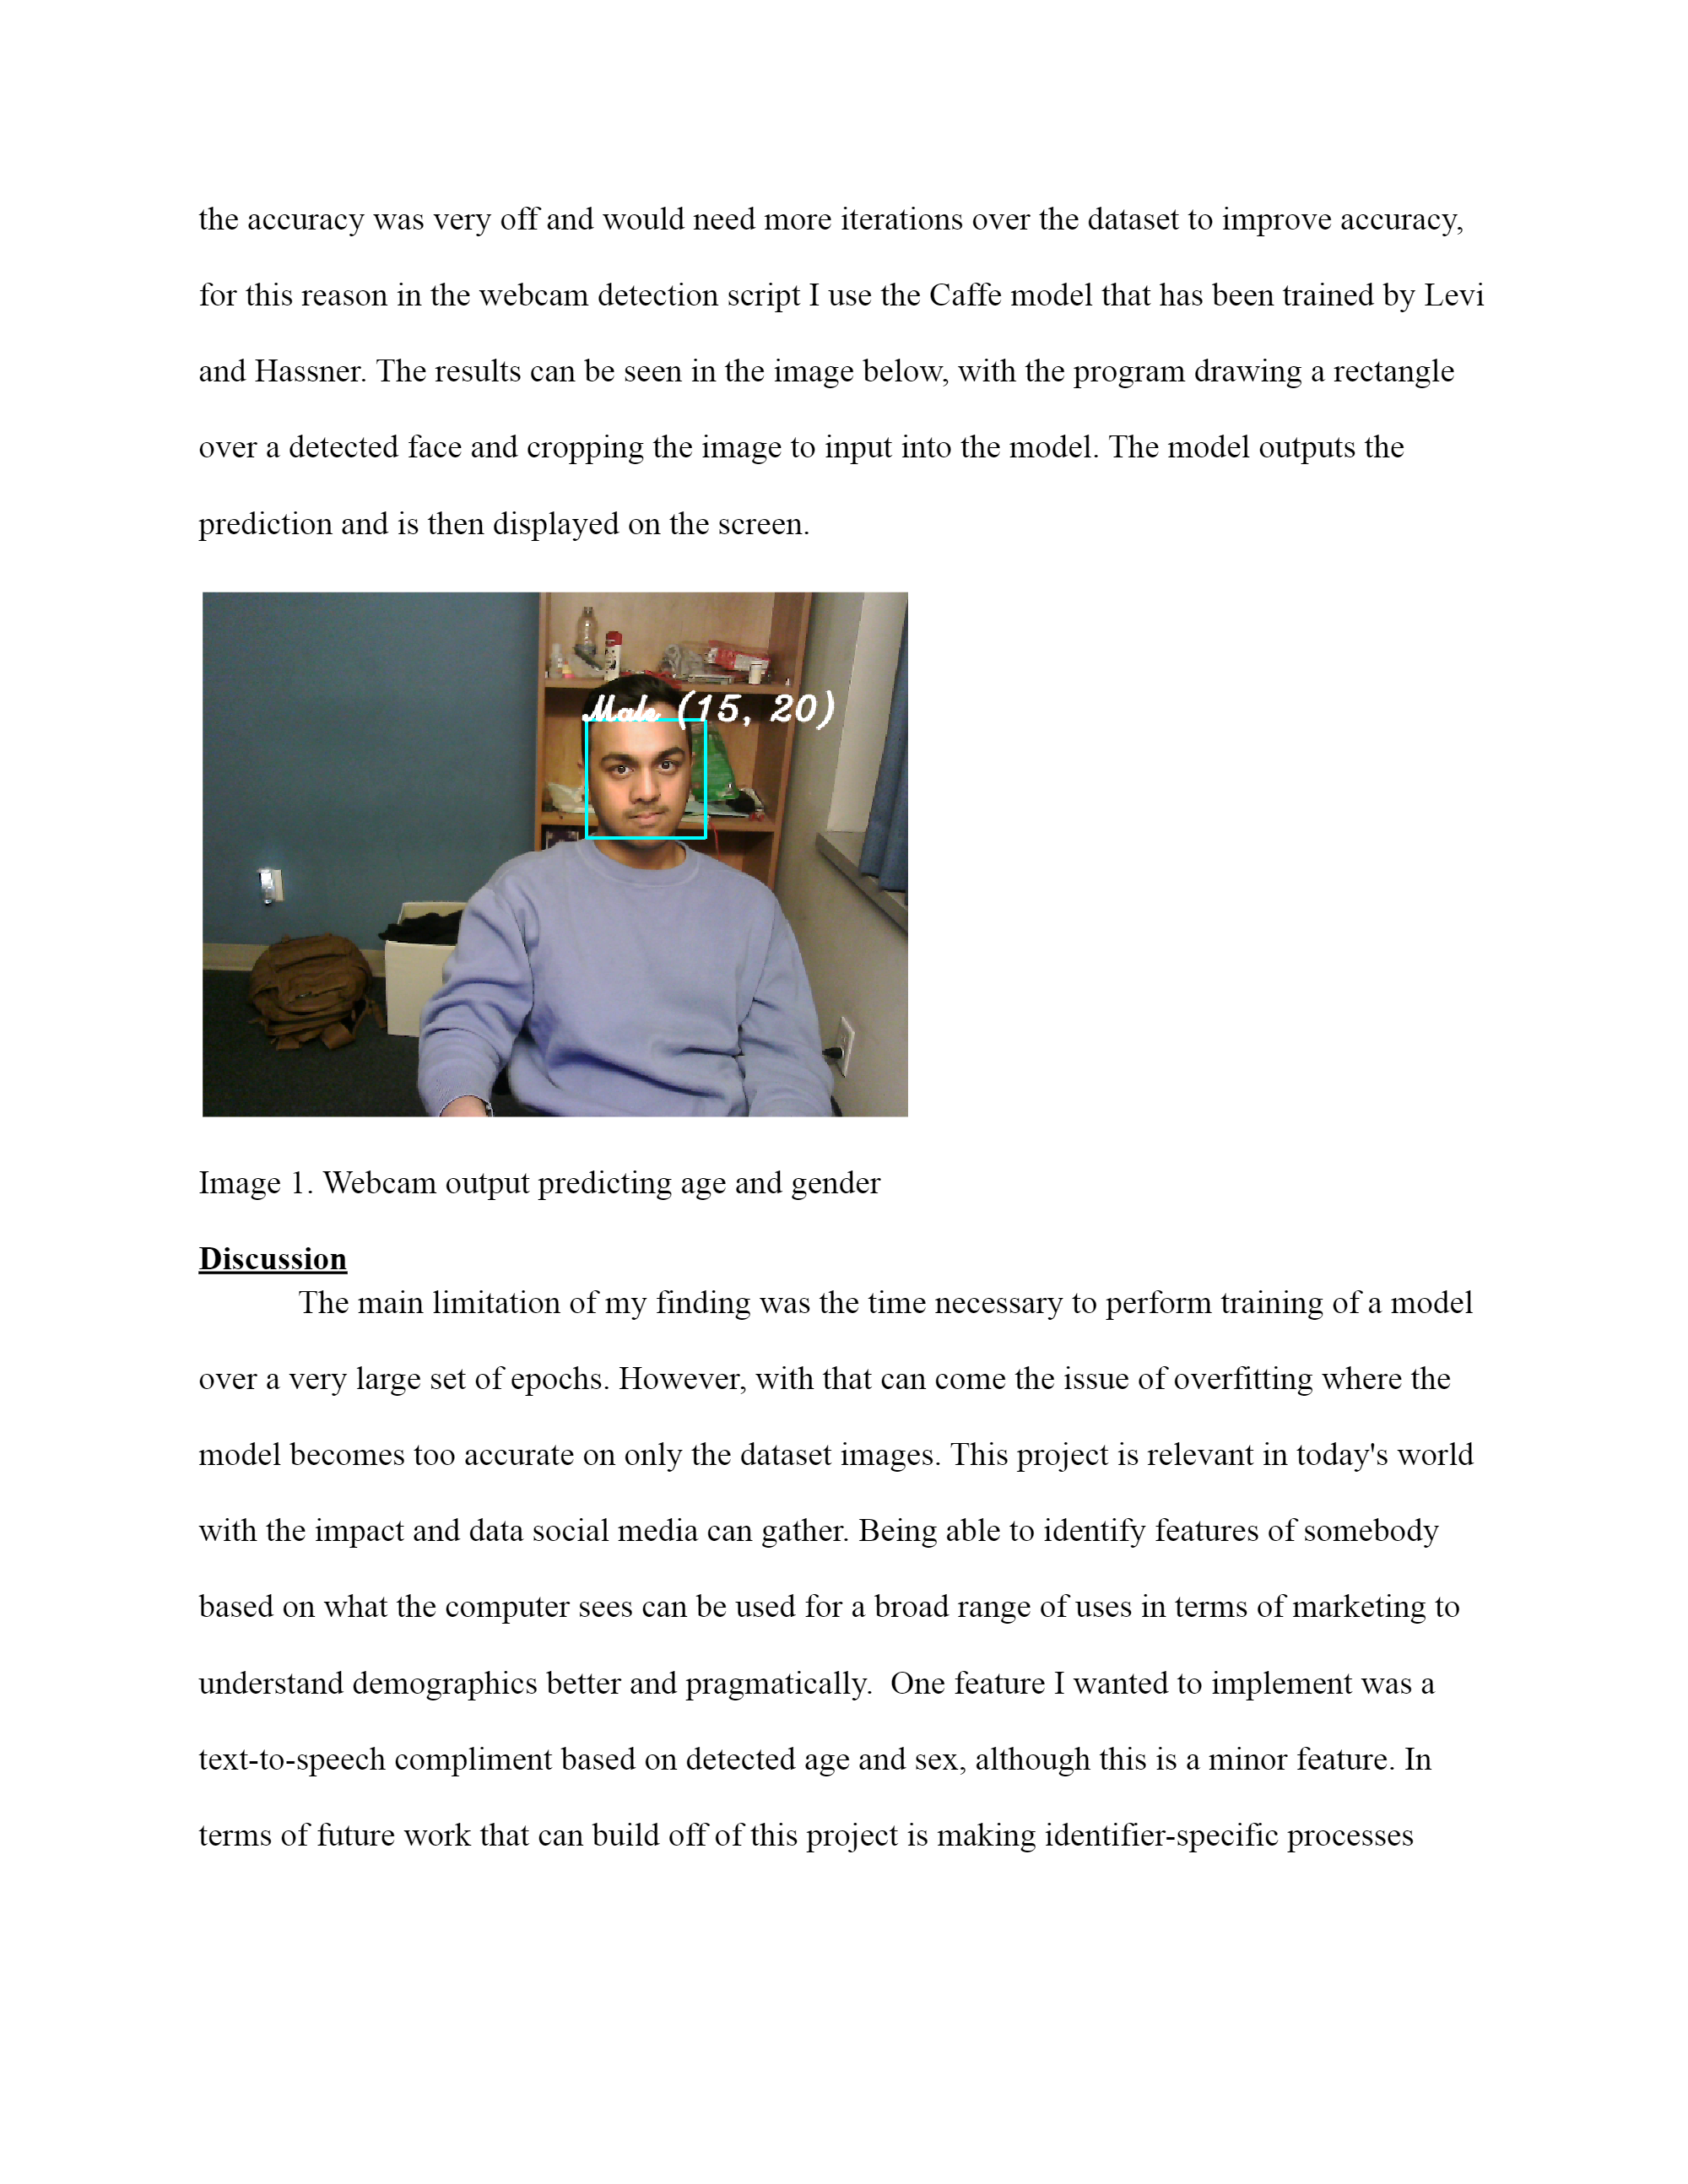 the accuracy was very off and would need more iterations over the dataset to improve accuracy,
for this reason in the webcam detection script I use the Caffe model that has been trained by Levi
and Hassner. The results can be seen in the image below, with the program drawing a rectangle
over a detected face and cropping the image to input into the model. The model outputs the
prediction and is then displayed on the screen.
Male (15, 20)
Image 1. Webcam output predicting age and gender
Discussion
The main limitation of my finding was the time necessary to perform training of a model
over a very large set of epochs. However, with that can come the issue of overfitting where the
model becomes too accurate on only the dataset images. This project is relevant in today's world
with the impact and data social media can gather. Being able to identify features of somebody
based on what the computer sees can be used for a broad range of uses in terms of marketing to
understand demographics better and pragmatically.  One feature I wanted to implement was a
text-to-speech compliment based on detected age and sex, although this is a minor feature. In
terms of future work that can build off of this project is making identifier-specific processes